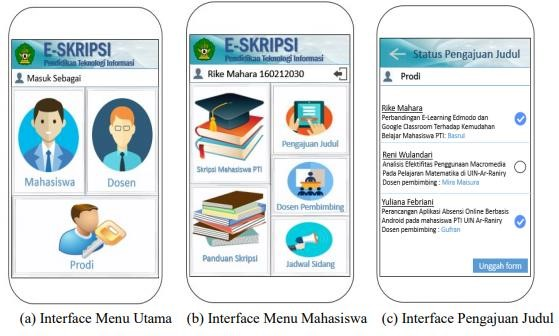 E-SKRIPSI
Pendidikan Teknologi Informasi
Masuk Sebagai
Mahasiswa
Dosen
Prodi
E-SKRIPSI
Pendidikan Teknologi Informasi
Rike Mahara 160212030
Skripsi Mahasiswa PTI
Pengajuan Judul
Dosen Pembimbing
Panduan Skripsi
Jadwal Sidang
Status Pengajuan Judul
Prodi
Rike Mahara
Perbandingan E-Learning Edmodo dan
Google Classroom Terhadap Kemudahan
Belajar Mahasiswa PTI: Basrul
Reni Wulandari
Analisis Efektifitas Penggunaan Macromedia
Pada Pelajaran Matematika di UIN-Ar-Raniry
Dosen pembimbing : Mira Maisura
Yuliana Febriani
Perancangan Aplikasi Absensi Online Berbasis
Android pada mahasiswa PTI UIN Ar-Raniry
Dosen pembimbing : Gufran
Unggah form
(a) Interface Menu Utama
(b) Interface Menu Mahasiswa
(c) Interface Pengajuan Judul